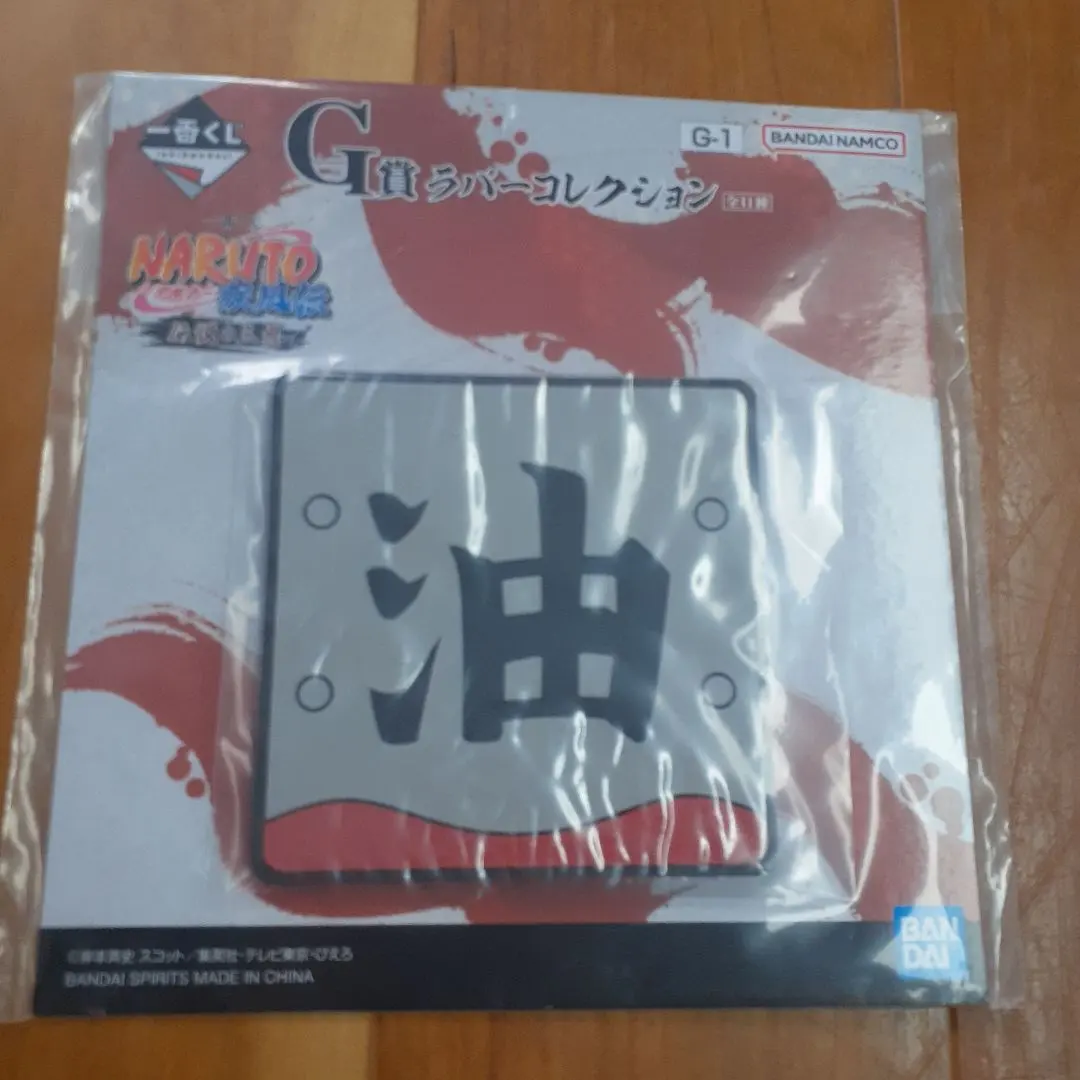 一番くじ
G賞 ラバーコレクション 全11種
G-1
BANDAI NAMCO
NARUTO
疾風伝
油
BAN
DAI
©岸本斉史 スコット／集英社・テレビ東京・ぴえろ
BANDAI SPIRITS MADE IN CHINA